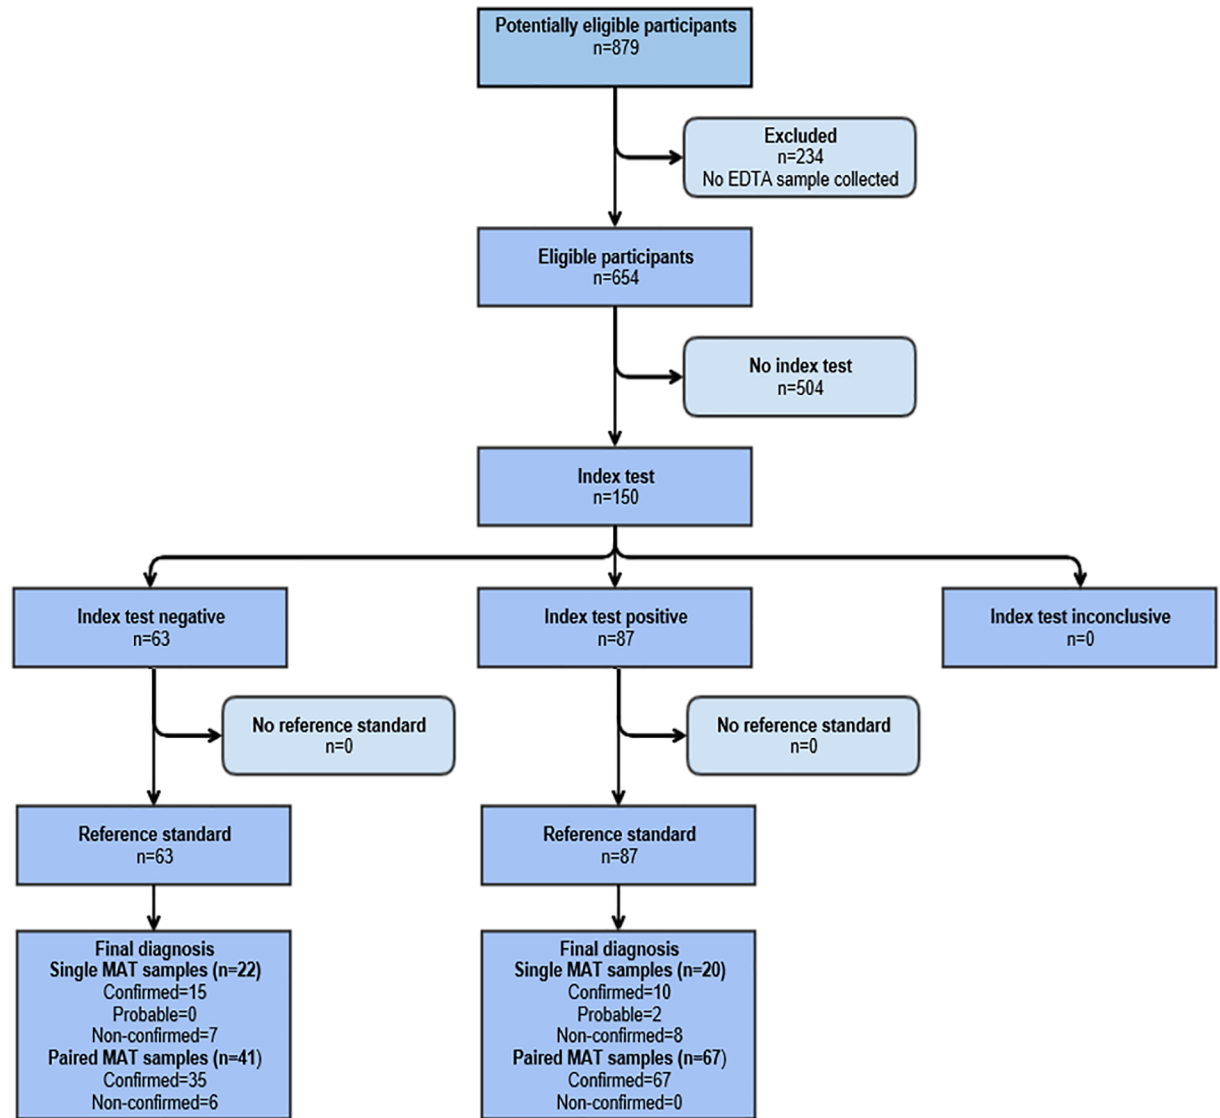 Potentially eligible participants
n=879
Excluded
n=234
No EDTA sample collected
Eligible participants
n=654
No index test
n=504
Index test
n=150
Index test negative
n=63
Index test positive
n=87
Index test inconclusive
n=0
No reference standard
n=0
No reference standard
n=0
Reference standard
n=63
Reference standard
n=87
Final diagnosis
Single MAT samples (n=22)
Confirmed=15
Probable=0
Non-confirmed=7
Paired MAT samples (n=41)
Confirmed=35
Non-confirmed=6
Final diagnosis
Single MAT samples (n=20)
Confirmed=10
Probable=2
Non-confirmed=8
Paired MAT samples (n=67)
Confirmed=67
Non-confirmed=0